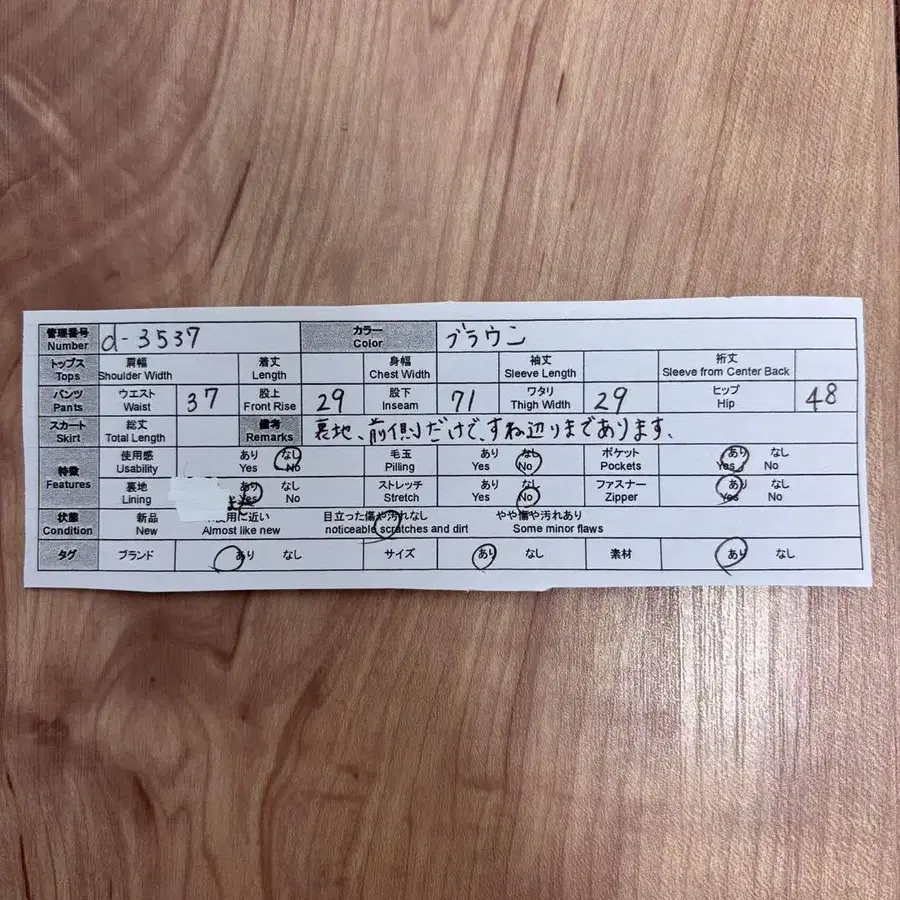 管理番号 d-3537 カラー ブラウン
Number Color
トップス 肩幅 着丈 身幅 袖丈 裄丈
Tops Shoulder Width Length Chest Width Sleeve Length Sleeve from Center Back
パンツ ウエスト 37 股上 29 股下 71 ワタリ 29 ヒップ 48
Pants Waist Front Rise Inseam Thigh Width Hip
スカート 総丈 備考 裏地、前側だけで、すね辺りまであります。
Skirt Total Length Remarks
特徴 使用感 あり なし 毛玉 あり なし ポケット あり なし
Features Usability Yes No Pilling Yes No Pockets Yes No
裏地 あり なし ストレッチ あり なし ファスナー あり なし
Lining Yes No Stretch Yes No Zipper Yes No
状態 新品 使用に近い 目立った傷や汚れなし やや傷や汚れあり
Condition New Almost like new noticeable scratches and dirt Some minor flaws
タグ ブランド あり なし サイズ あり なし 素材 あり なし